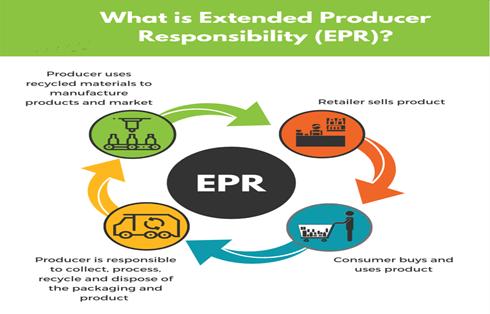 What is Extended Producer
Responsibility (EPR)?
Producer uses
recycled materials to
manufacture
products and market
Retailer sells product
EPR
Producer is responsible
to collect, process,
recycle and dispose of
the packaging and
product
Consumer buys and
uses product